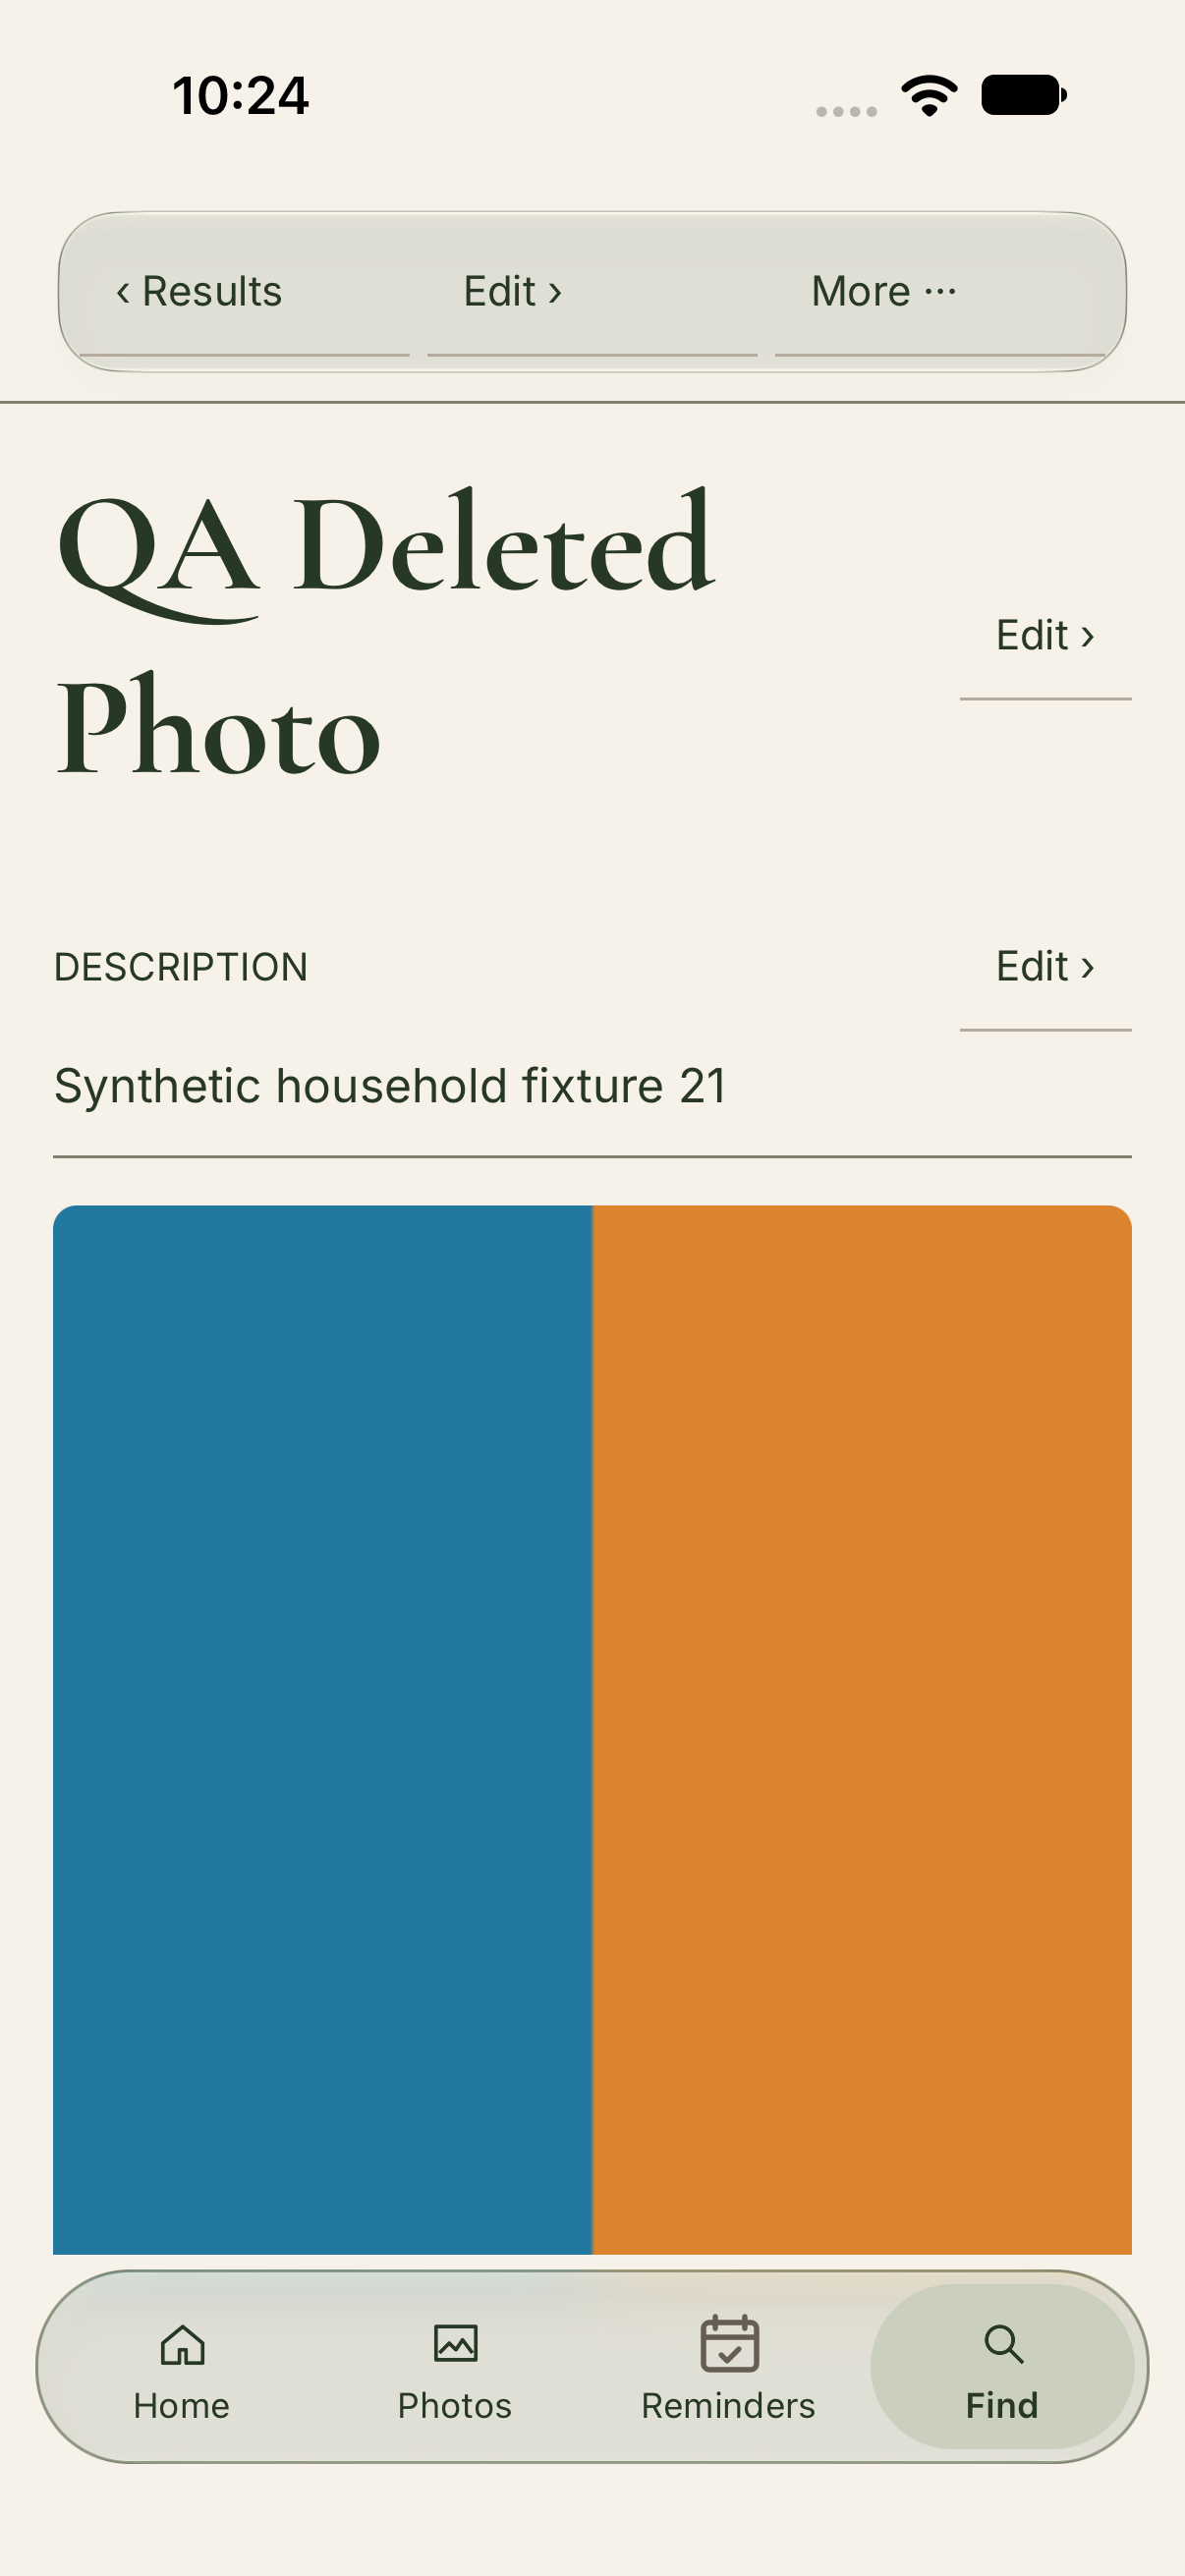 10:24
‹ Results Edit › More ···
QA Deleted
Photo
Edit ›
DESCRIPTION Edit ›
Synthetic household fixture 21
Home Photos Reminders Find